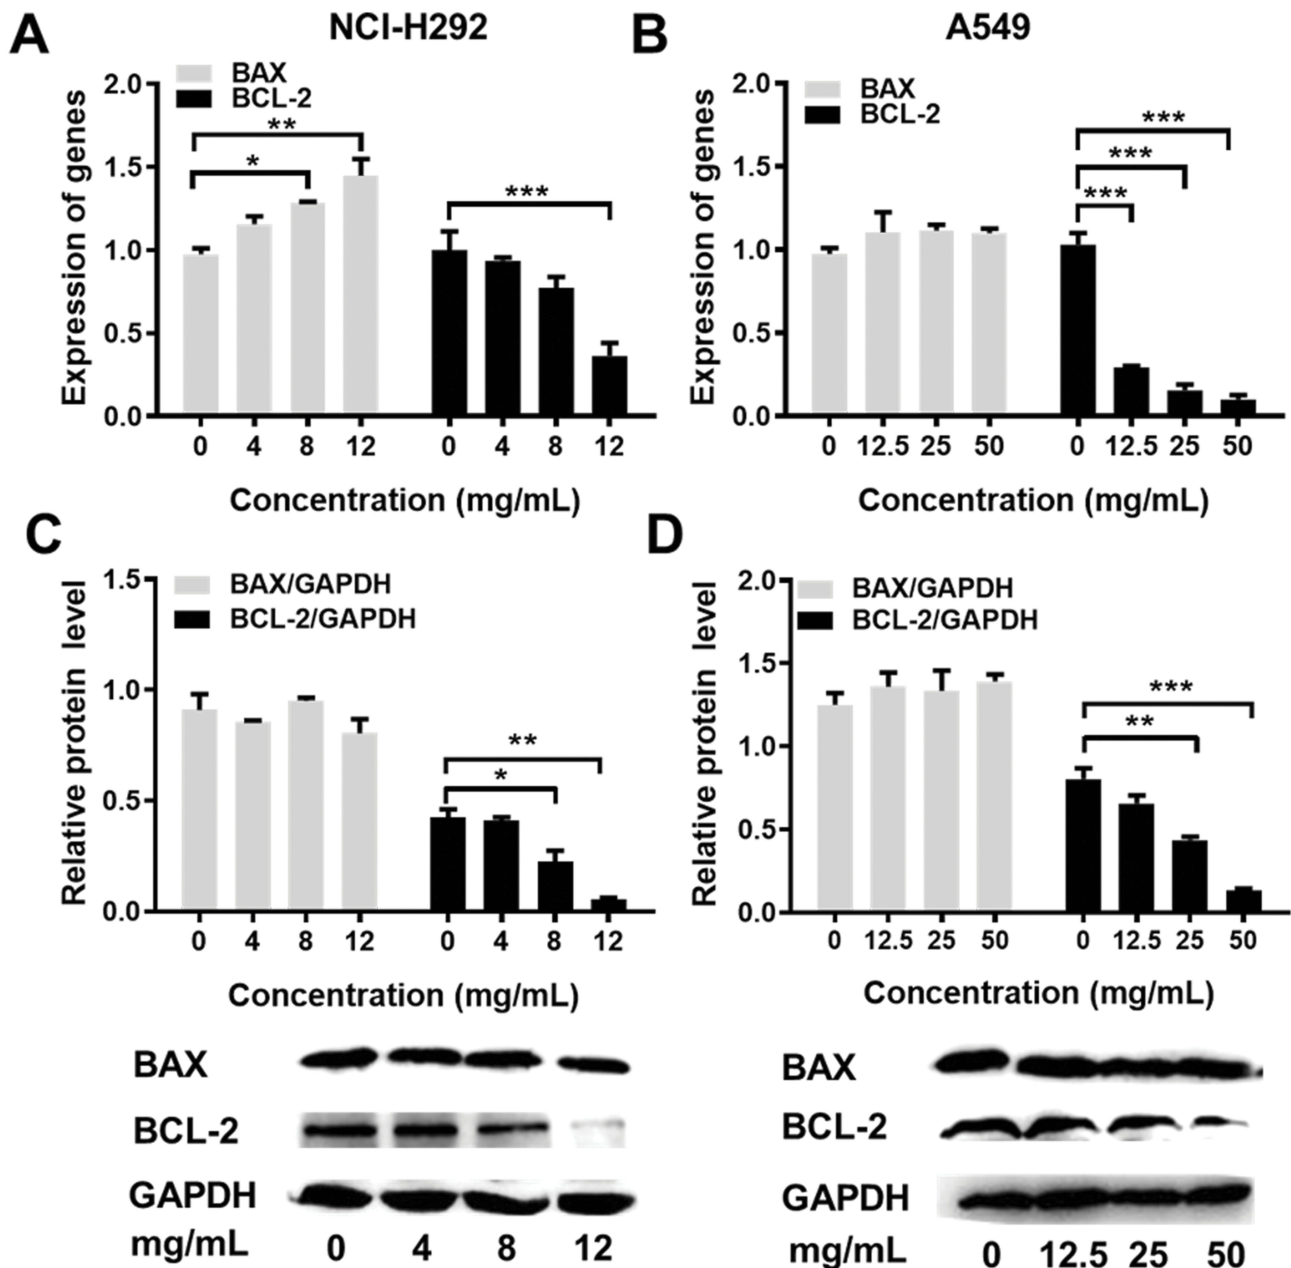 A
NCI-H292
BAX
BCL-2
Expression of genes
2.0
1.5
1.0
0.5
0.0
**
*
***
0 4 8 12 0 4 8 12
Concentration (mg/mL)
B
A549
BAX
BCL-2
Expression of genes
2.0
1.5
1.0
0.5
0.0
***
***
***
0 12.5 25 50 0 12.5 25 50
Concentration (mg/mL)
C
BAX/GAPDH
BCL-2/GAPDH
Relative protein level
1.5
1.0
0.5
0.0
**
*
0 4 8 12 0 4 8 12
Concentration (mg/mL)
BAX
BCL-2
GAPDH
mg/mL 0 4 8 12
D
BAX/GAPDH
BCL-2/GAPDH
Relative protein level
2.0
1.5
1.0
0.5
0.0
***
**
0 12.5 25 50 0 12.5 25 50
Concentration (mg/mL)
BAX
BCL-2
GAPDH
mg/mL 0 12.5 25 50